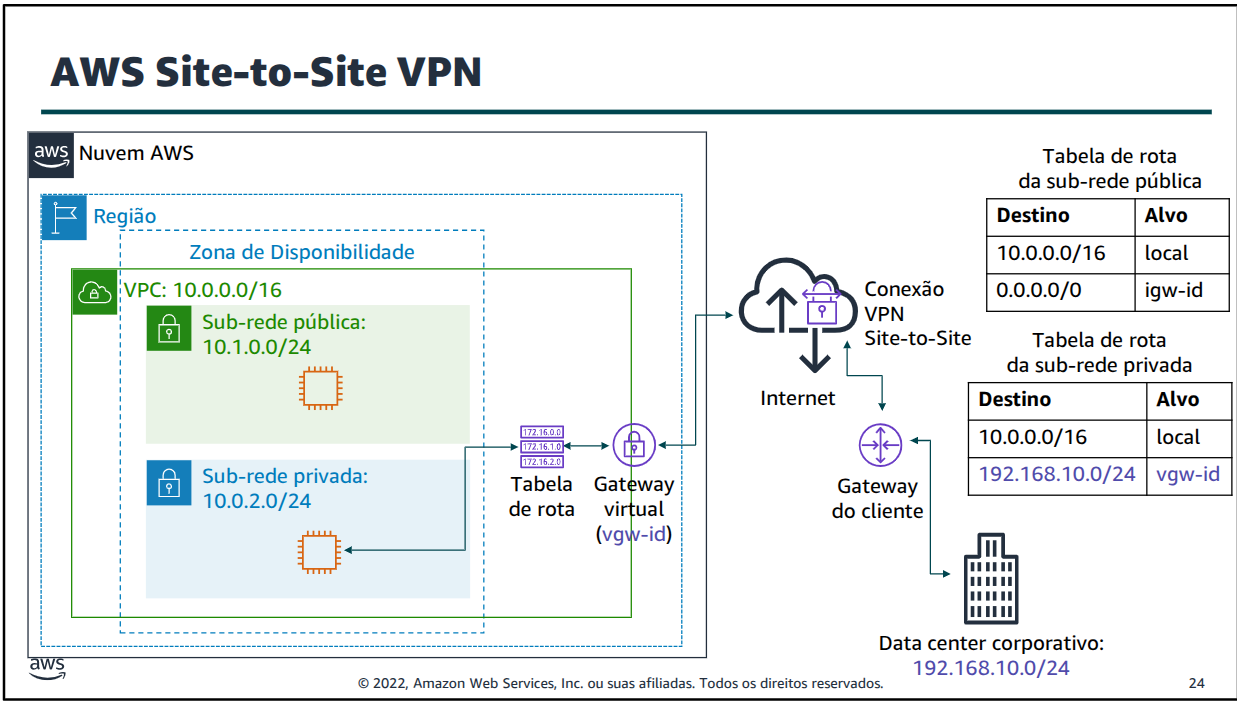 AWS Site-to-Site VPN
aws
Nuvem AWS
Região
Zona de Disponibilidade
VPC: 10.0.0.0/16
Sub-rede pública:
10.1.0.0/24
Sub-rede privada:
10.0.2.0/24
172.16.0.0
172.16.1.0
172.16.2.0
Tabela
de rota
Gateway
virtual
(vgw-id)
Conexão
VPN
Site-to-Site
Internet
Gateway
do cliente
Data center corporativo:
192.168.10.0/24
Tabela de rota
da sub-rede pública
Destino Alvo
10.0.0.0/16 local
0.0.0.0/0 igw-id
Tabela de rota
da sub-rede privada
Destino Alvo
10.0.0.0/16 local
192.168.10.0/24 vgw-id
aws
© 2022, Amazon Web Services, Inc. ou suas afiliadas. Todos os direitos reservados.
24